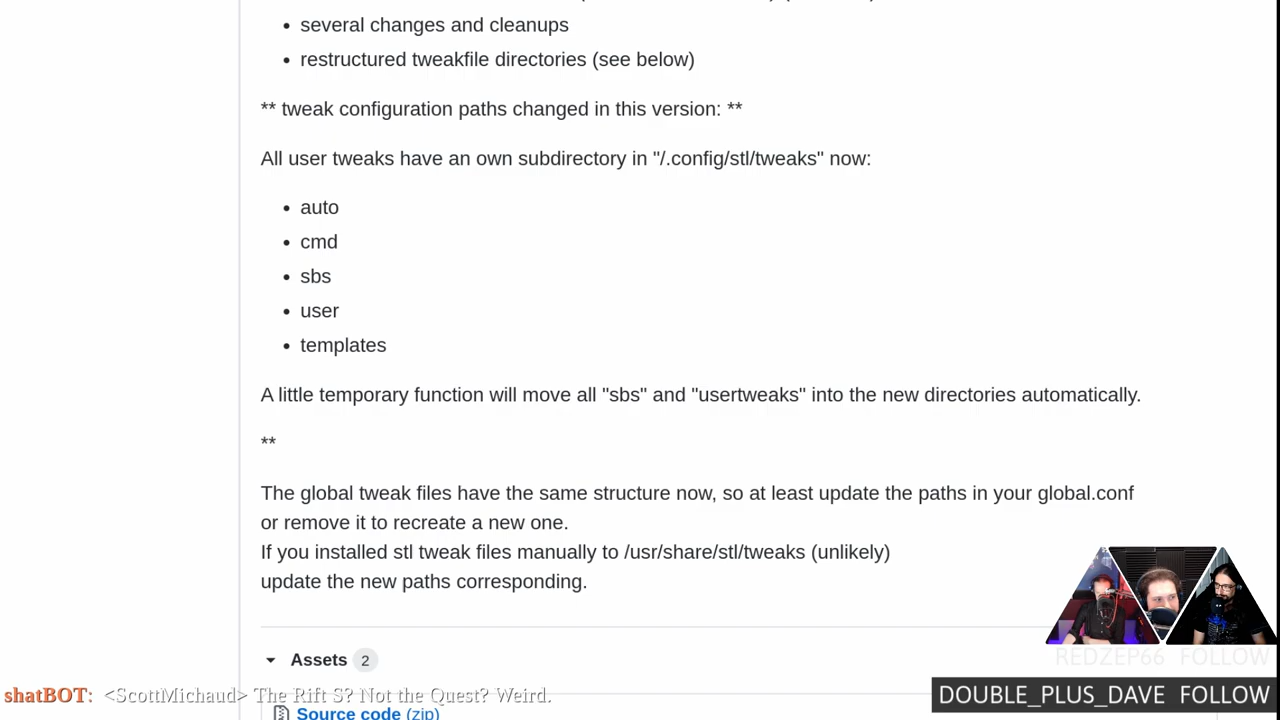 several changes and cleanups
restructured tweakfile directories (see below)
** tweak configuration paths changed in this version: **
All user tweaks have an own subdirectory in "/.config/stl/tweaks" now:
auto
cmd
sbs
user
templates
A little temporary function will move all "sbs" and "usertweaks" into the new directories automatically.
**
The global tweak files have the same structure now, so at least update the paths in your global.conf
or remove it to recreate a new one.
If you installed stl tweak files manually to /usr/share/stl/tweaks (unlikely)
update the new paths corresponding.
REDZEP66 FOLLOW
Assets 2
shatBOT: <ScottMichaud> The Rift S? Not the Quest? Weird.
DOUBLE_PLUS_DAVE FOLLOW
Source code (zip)